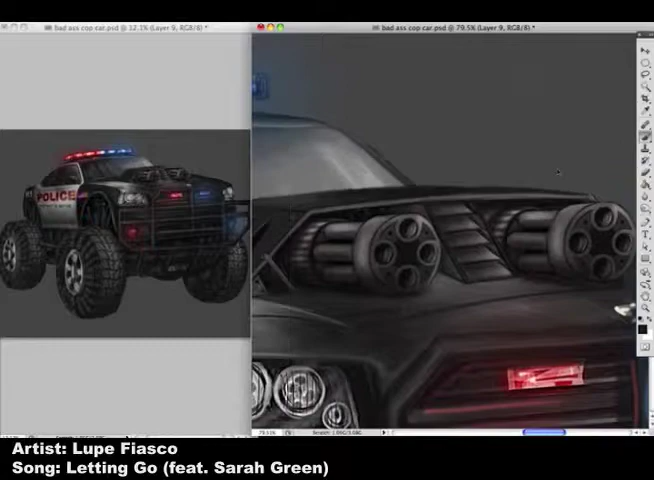 bad ass cop car.psd @ 12.1% (Layer 9, RGB/8) *
bad ass cop car.psd @ 79.5% (Layer 9, RGB/8) *
POLICE
Artist: Lupe Fiasco
Song: Letting Go (feat. Sarah Green)